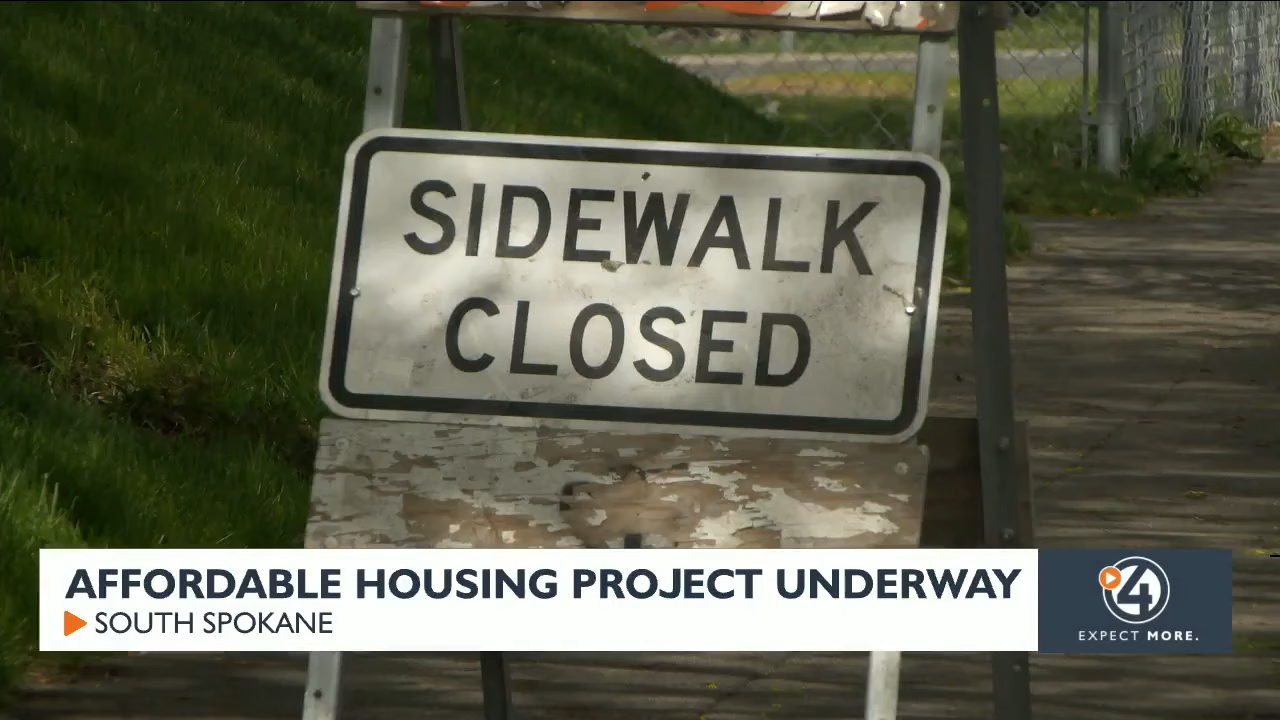 SIDEWALK
CLOSED
AFFORDABLE HOUSING PROJECT UNDERWAY
SOUTH SPOKANE
4
EXPECT MORE.